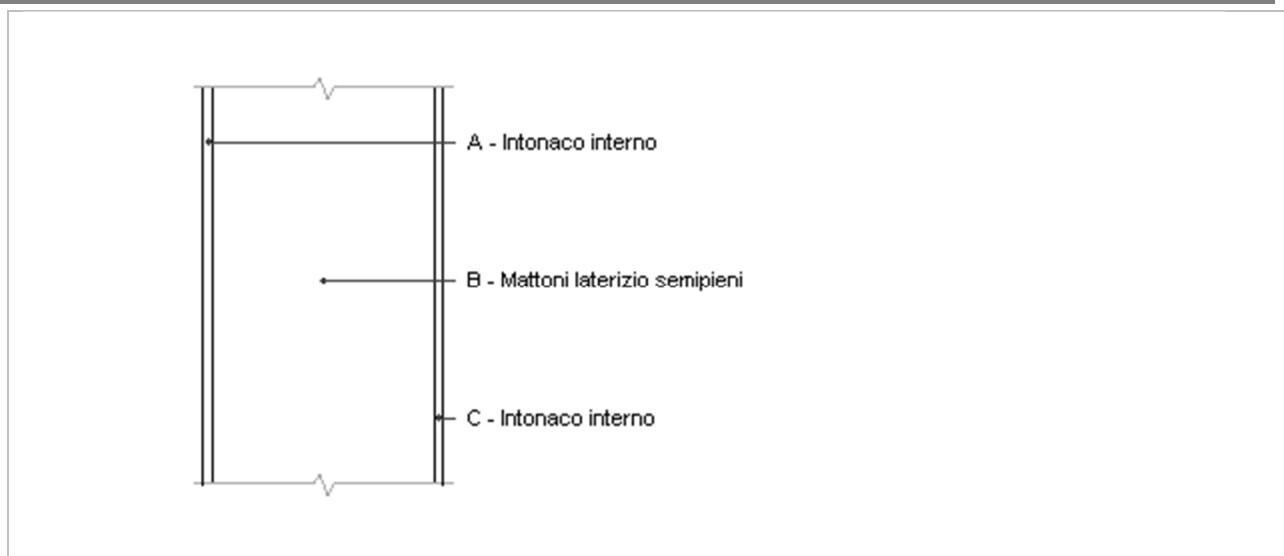 A - Intonaco interno
B - Mattoni laterizio semipieni
C - Intonaco interno